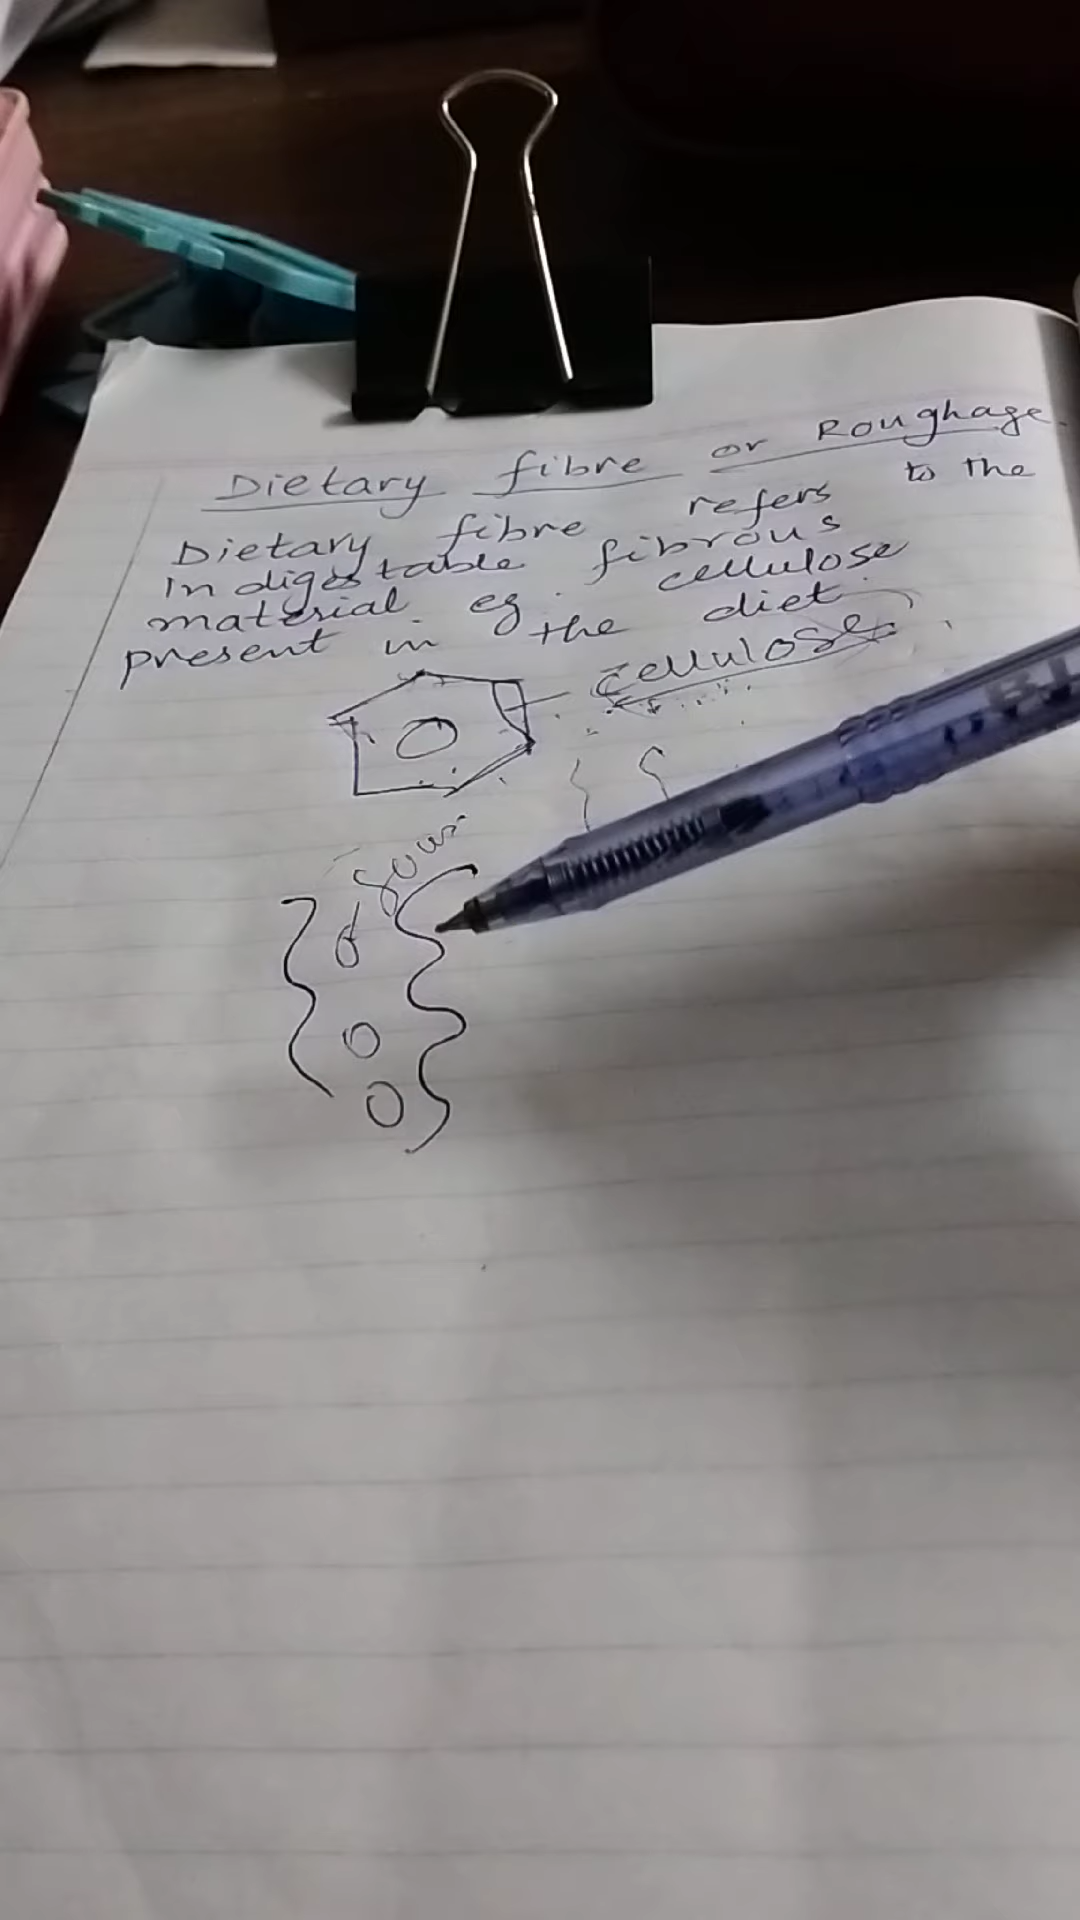 Dietary fibre or Roughage.
Dietary fibre refers to the
Indigestable fibrous
material eg. cellulose
present in the diet
cellulose